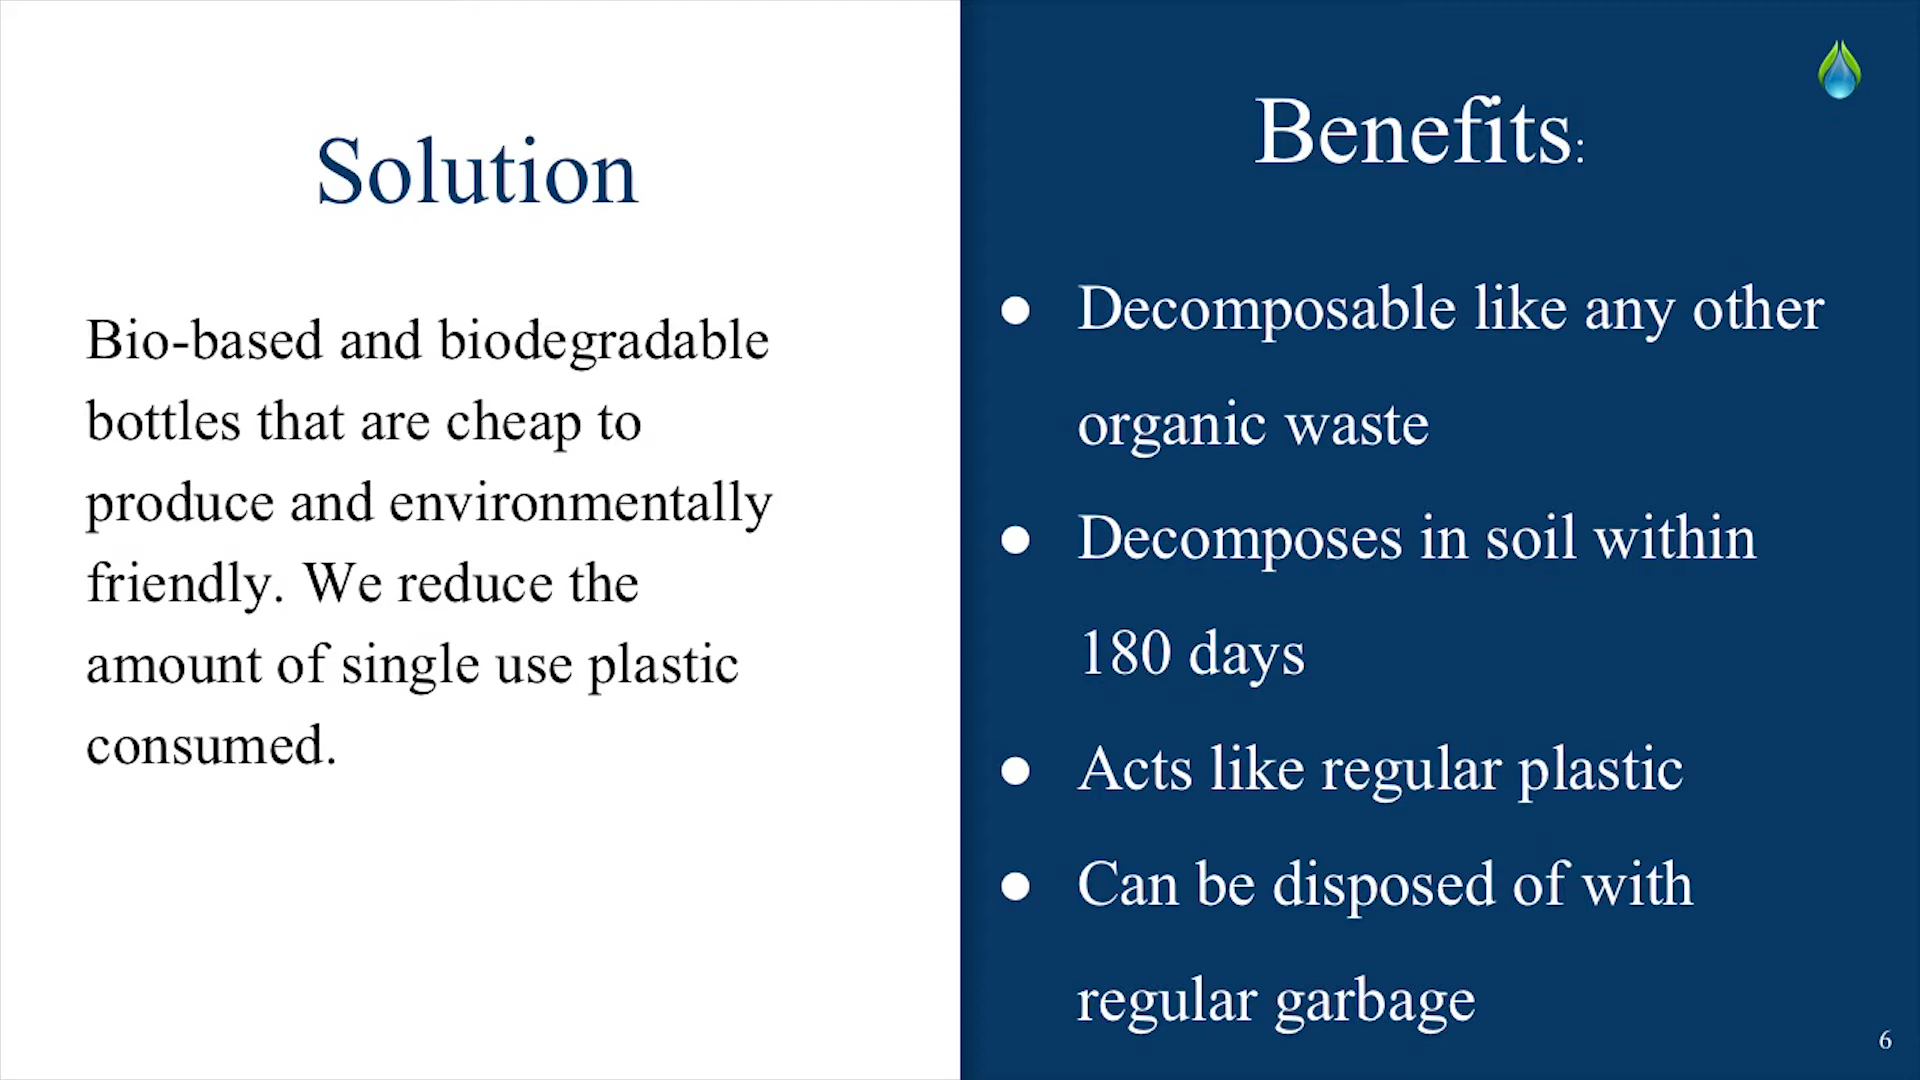 Solution
Bio-based and biodegradable
bottles that are cheap to
produce and environmentally
friendly. We reduce the
amount of single use plastic
consumed.
Benefits:
● Decomposable like any other
organic waste
● Decomposes in soil within
180 days
● Acts like regular plastic
● Can be disposed of with
regular garbage
6